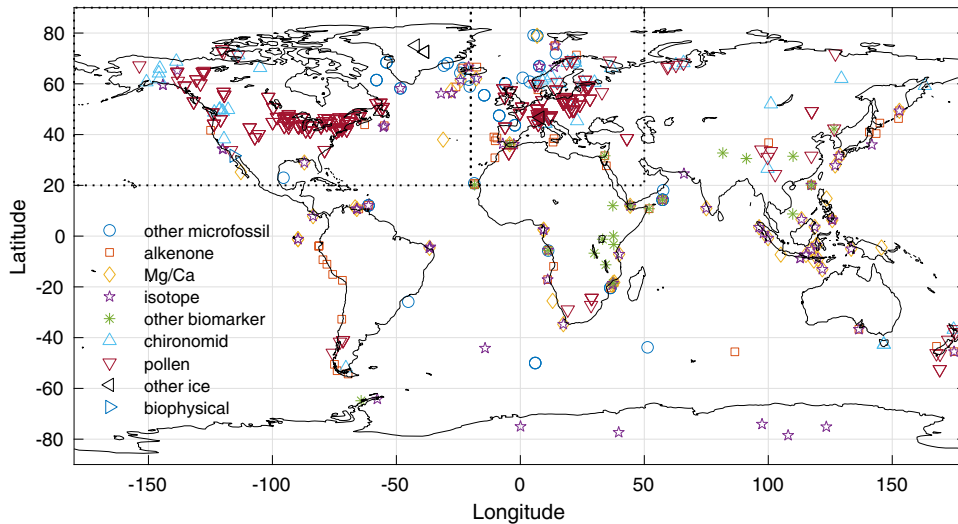 80
60
40
20
0
-20
-40
-60
-80
Latitude
other microfossil
alkenone
Mg/Ca
isotope
other biomarker
chironomid
pollen
other ice
biophysical
-150 -100 -50 0 50 100 150
Longitude